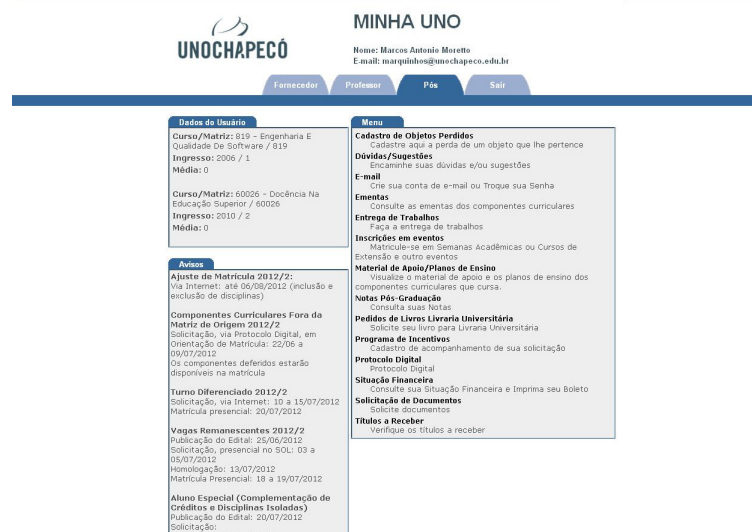 UNOCHAPECÓ
MINHA UNO
Nome: Marcos Antonio Moretto
E-mail: marquinhos@unochapeco.edu.br
Fornecedor Professor Pós Sair
Dados do Usuário
Curso/Matriz: 819 - Engenharia E
Qualidade De Software / 819
Ingresso: 2006 / 1
Média: 0
Curso/Matriz: 60026 - Docência Na
Educação Superior / 60026
Ingresso: 2010 / 2
Média: 0
Avisos
Ajuste de Matrícula 2012/2:
Via Internet: até 06/08/2012 (inclusão e
exclusão de disciplinas)
Componentes Curriculares Fora da
Matriz de Origem 2012/2
Solicitação, via Protocolo Digital, em
Orientação de Matrícula: 22/06 a
09/07/2012
Os componentes deferidos estarão
disponíveis na matrícula
Turno Diferenciado 2012/2
Solicitação, via Internet: 10 a 15/07/2012
Matrícula presencial: 20/07/2012
Vagas Remanescentes 2012/2
Publicação do Edital: 25/06/2012
Solicitação, presencial no SOL: 03 a
05/07/2012
Homologação: 13/07/2012
Matrícula Presencial: 18 a 19/07/2012
Aluno Especial (Complementação de
Créditos e Disciplinas Isoladas)
Publicação do Edital: 20/07/2012
Solicitação:
Menu
Cadastro de Objetos Perdidos
Cadastre aqui a perda de um objeto que lhe pertence
Dúvidas/Sugestões
Encaminhe suas dúvidas e/ou sugestões
E-mail
Crie sua conta de e-mail ou Troque sua Senha
Ementas
Consulte as ementas dos componentes curriculares
Entrega de Trabalhos
Faça a entrega de trabalhos
Inscrições em eventos
Matricule-se em Semanas Acadêmicas ou Cursos de
Extensão e outro eventos
Material de Apoio/Planos de Ensino
Visualize o material de apoio e os planos de ensino dos
componentes curriculares que cursa.
Notas Pós-Graduação
Consulta suas Notas
Pedidos de Livros Livraria Universitária
Solicite seu livro para Livraria Universitária
Programa de Incentivos
Cadastro de acompanhamento de sua solicitação
Protocolo Digital
Protocolo Digital
Situação Financeira
Consulte sua Situação Financeira e Imprima seu Boleto
Solicitação de Documentos
Solicite documentos
Títulos a Receber
Verifique os títulos a receber